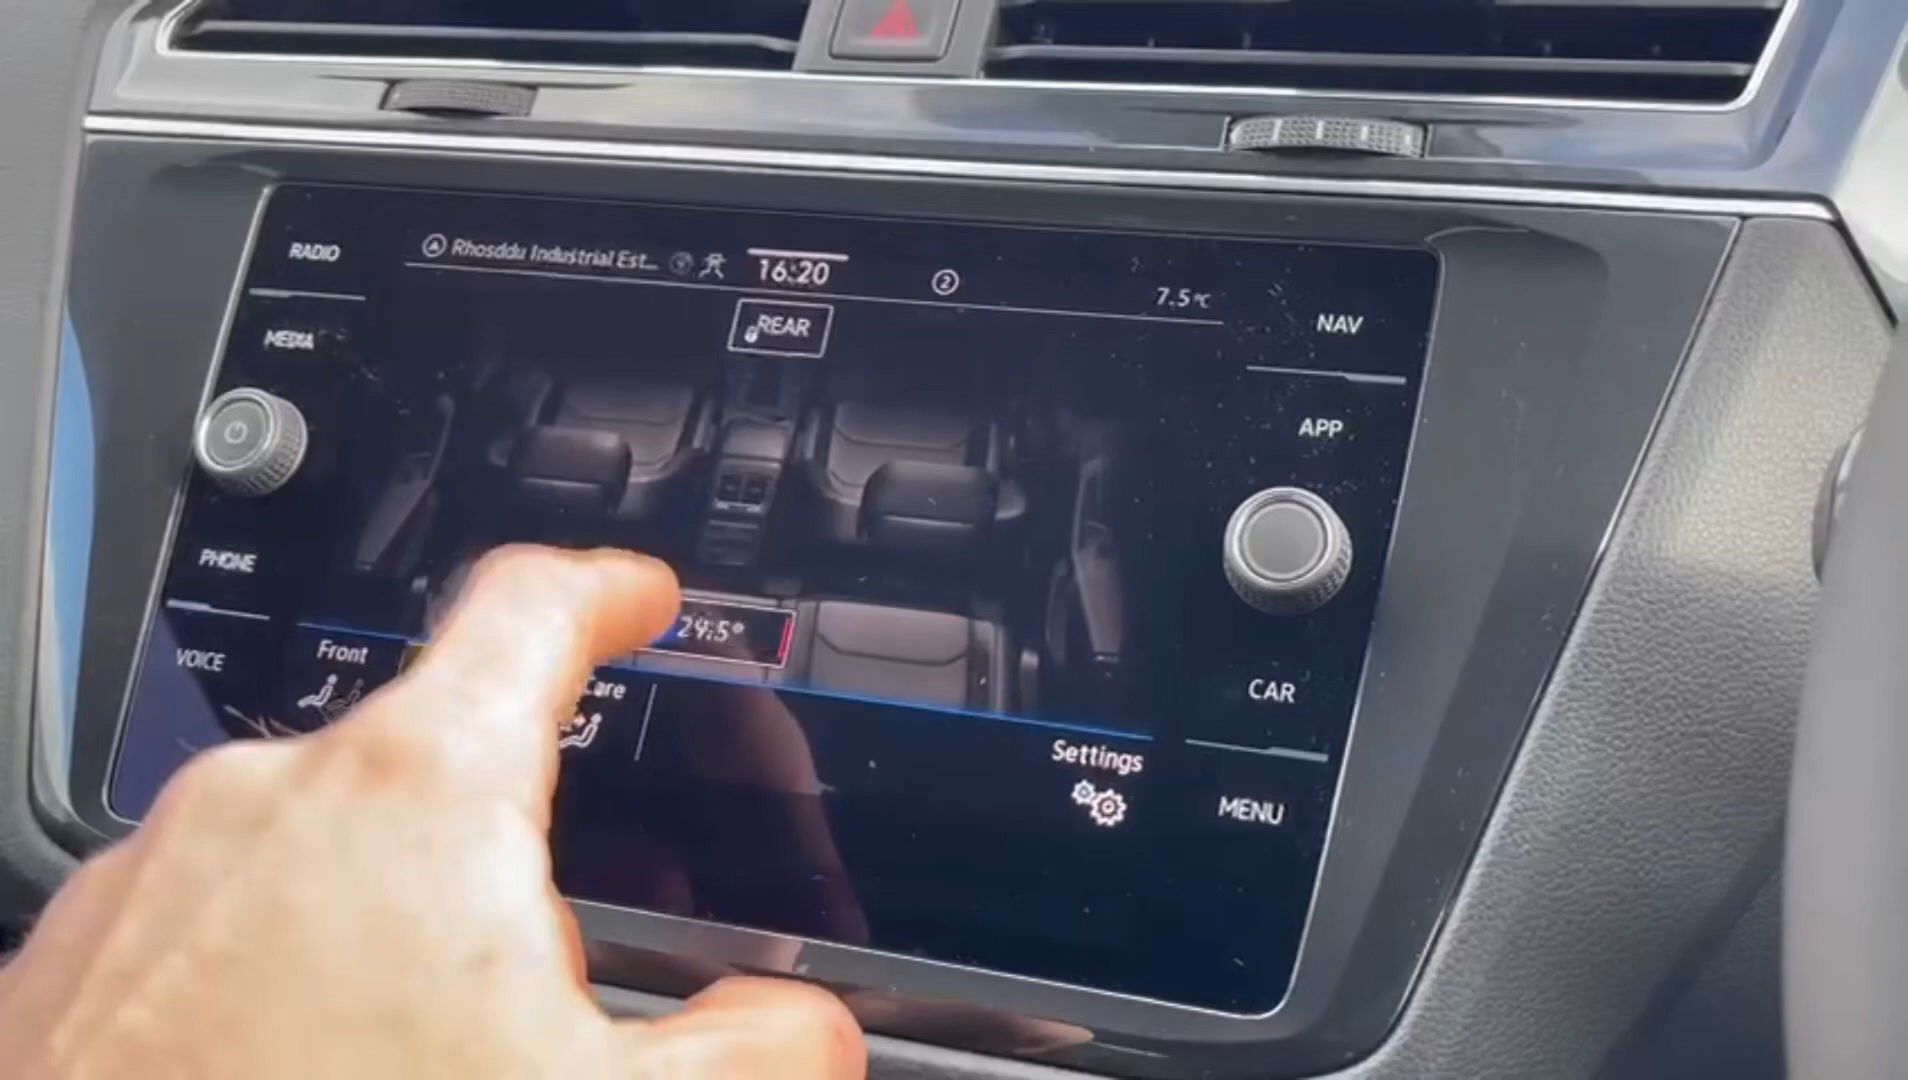 RADIO
Rhosddu Industrial Est...
16:20
2
7.5°C
NAV
MEDIA
REAR
APP
PHONE
29.5°
VOICE
Front
Care
CAR
Settings
MENU